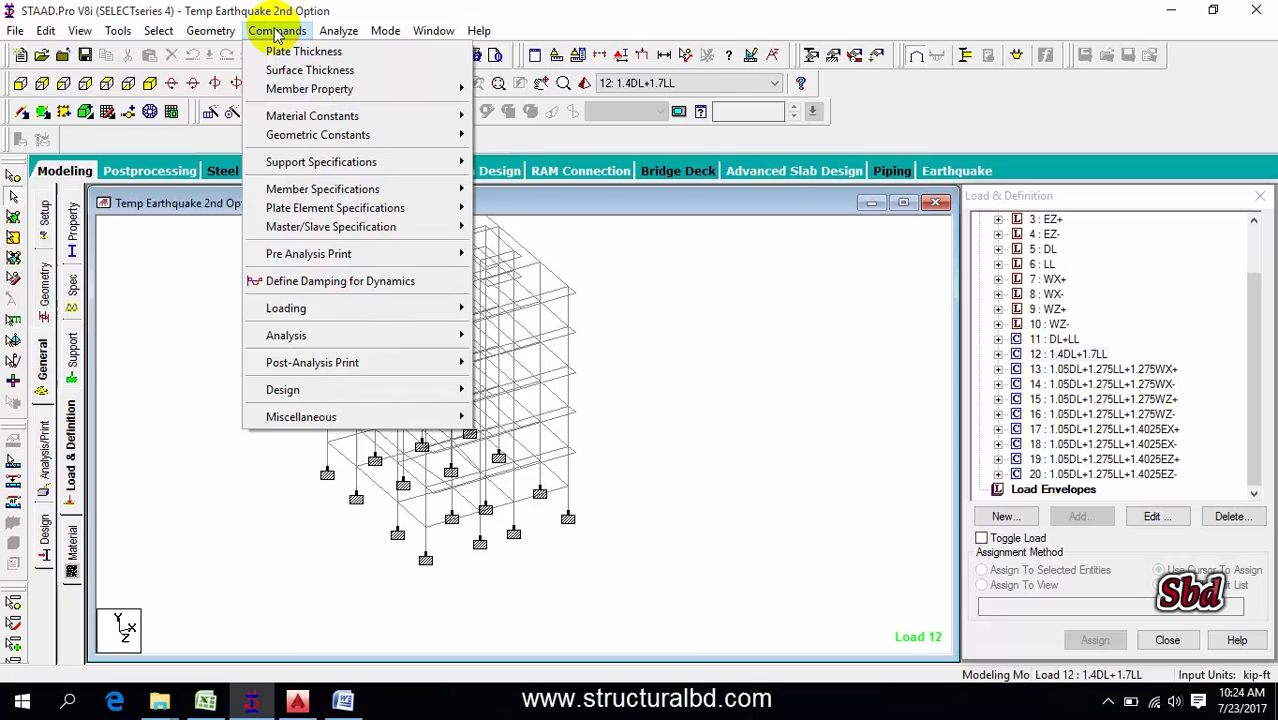 STAAD.Pro V8i (SELECTseries 4) - Temp Earthquake 2nd Option
File Edit View Tools Select Geometry Commands Analyze Mode Window Help
Plate Thickness
Surface Thickness
Member Property
Material Constants
Geometric Constants
Support Specifications
Member Specifications
Plate Element Specifications
Master/Slave Specification
Pre Analysis Print
Define Damping for Dynamics
Loading
Analysis
Post-Analysis Print
Design
Miscellaneous
12: 1.4DL+1.7LL
Modeling Postprocessing Steel Design RAM Connection Bridge Deck Advanced Slab Design Piping Earthquake
Temp Earthquake 2nd
Setup
Geometry
General
Analysis/Print
Design
Property
Spec
Support
Load & Definition
Material
Y
X
Z
Load 12
Load & Definition
3 : EZ+
4 : EZ-
5 : DL
6 : LL
7 : WX+
8 : WX-
9 : WZ+
10 : WZ-
11 : DL+LL
12 : 1.4DL+1.7LL
13 : 1.05DL+1.275LL+1.275WX+
14 : 1.05DL+1.275LL+1.275WX-
15 : 1.05DL+1.275LL+1.275WZ+
16 : 1.05DL+1.275LL+1.275WZ-
17 : 1.05DL+1.275LL+1.4025EX+
18 : 1.05DL+1.275LL+1.4025EX-
19 : 1.05DL+1.275LL+1.4025EZ+
20 : 1.05DL+1.275LL+1.4025EZ-
Load Envelopes
New... Add... Edit ... Delete...
Toggle Load
Assignment Method
Assign To Selected Entities Use Cursor To Assign
Assign To View t List
Sbd
Assign Close Help
Modeling Mo Load 12 : 1.4DL+1.7LL Input Units: kip-ft
www.structuralbd.com
10:24 AM
7/23/2017